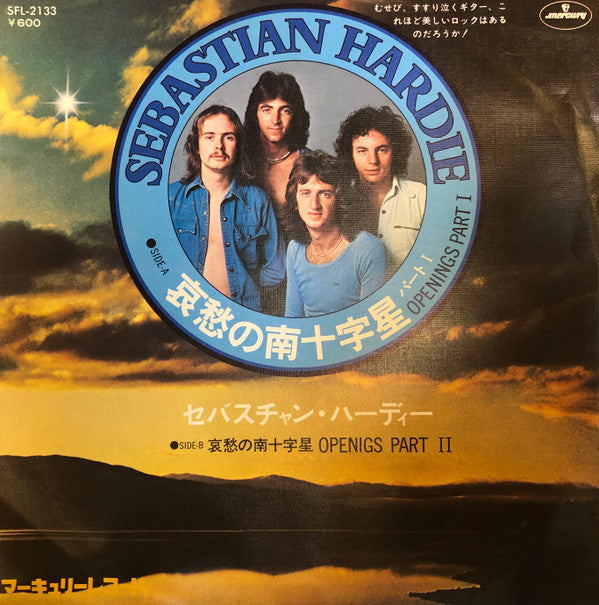 SFL-2133
¥600
むせび、すすり泣くギター、こ
れほど美しいロックはある
のだろうか!
mercury
SEBASTIAN HARDIE
●SIDE-A
哀愁の南十字星 パートI
OPENINGS PART I
セバスチャン・ハーディー
●SIDE-B 哀愁の南十字星 OPENIGS PART II
マーキュリーレコード